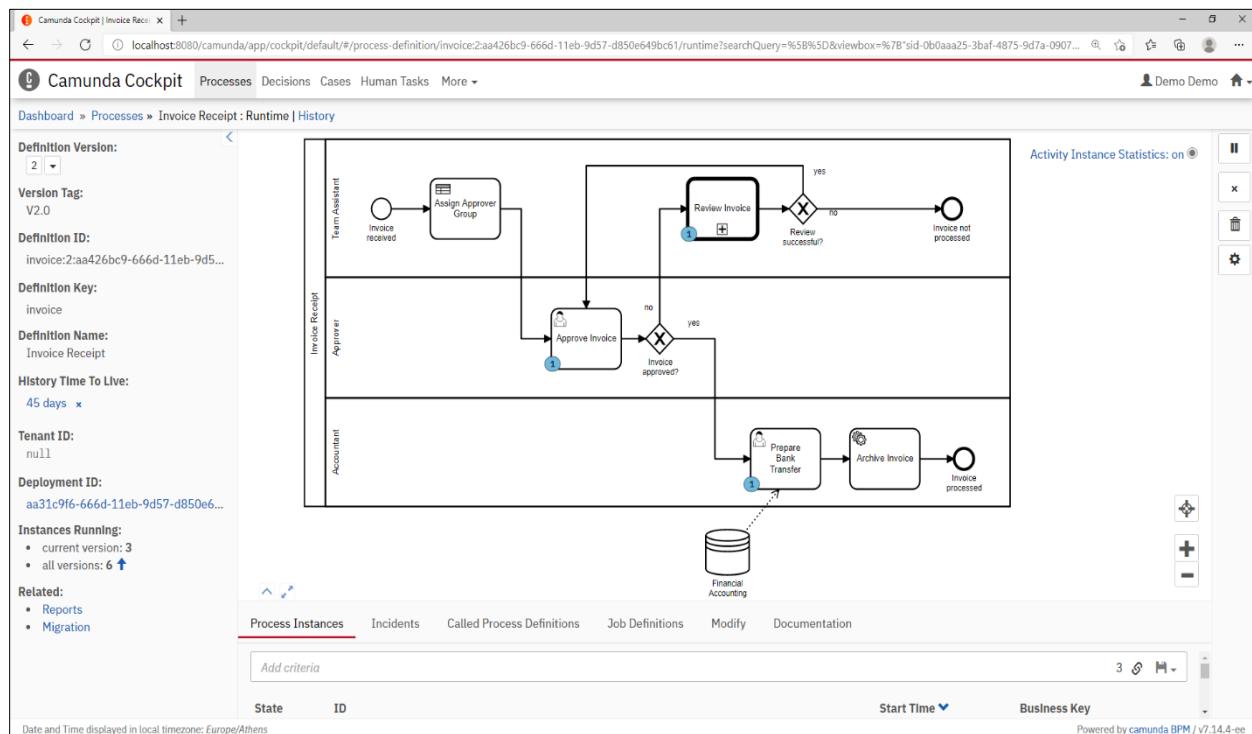 Camunda Cockpit | Invoice Rece
localhost:8080/camunda/app/cockpit/default/#/process-definition/invoice:2:aa426bc9-666d-11eb-9d57-d850e649bc61/runtime?searchQuery=%5B%5D&viewbox=%7B"sid-0b0aaa25-3baf-4875-9d7a-0907...
Camunda Cockpit Processes Decisions Cases Human Tasks More Demo Demo
Dashboard » Processes » Invoice Receipt : Runtime | History
Definition Version:
2
Version Tag:
V2.0
Definition ID:
invoice:2:aa426bc9-666d-11eb-9d5...
Definition Key:
invoice
Definition Name:
Invoice Receipt
History Time To Live:
45 days ×
Tenant ID:
null
Deployment ID:
aa31c9f6-666d-11eb-9d57-d850e6...
Instances Running:
• current version: 3
• all versions: 6
Related:
• Reports
• Migration
Activity Instance Statistics: on
Invoice Receipt
Team Assistant
Invoice
received
Assign Approver
Group
Review Invoice
1
yes
no
Review
successful?
Invoice not
processed
Approver
Approve Invoice
1
no
yes
Invoice
approved?
Accountant
Prepare
Bank
Transfer
1
Archive Invoice
Invoice
processed
Financial
Accounting
Process Instances Incidents Called Process Definitions Job Definitions Modify Documentation
Add criteria 3
State ID Start Time Business Key
Date and Time displayed in local timezone: Europe/Athens Powered by camunda BPM / v7.14.4-ee